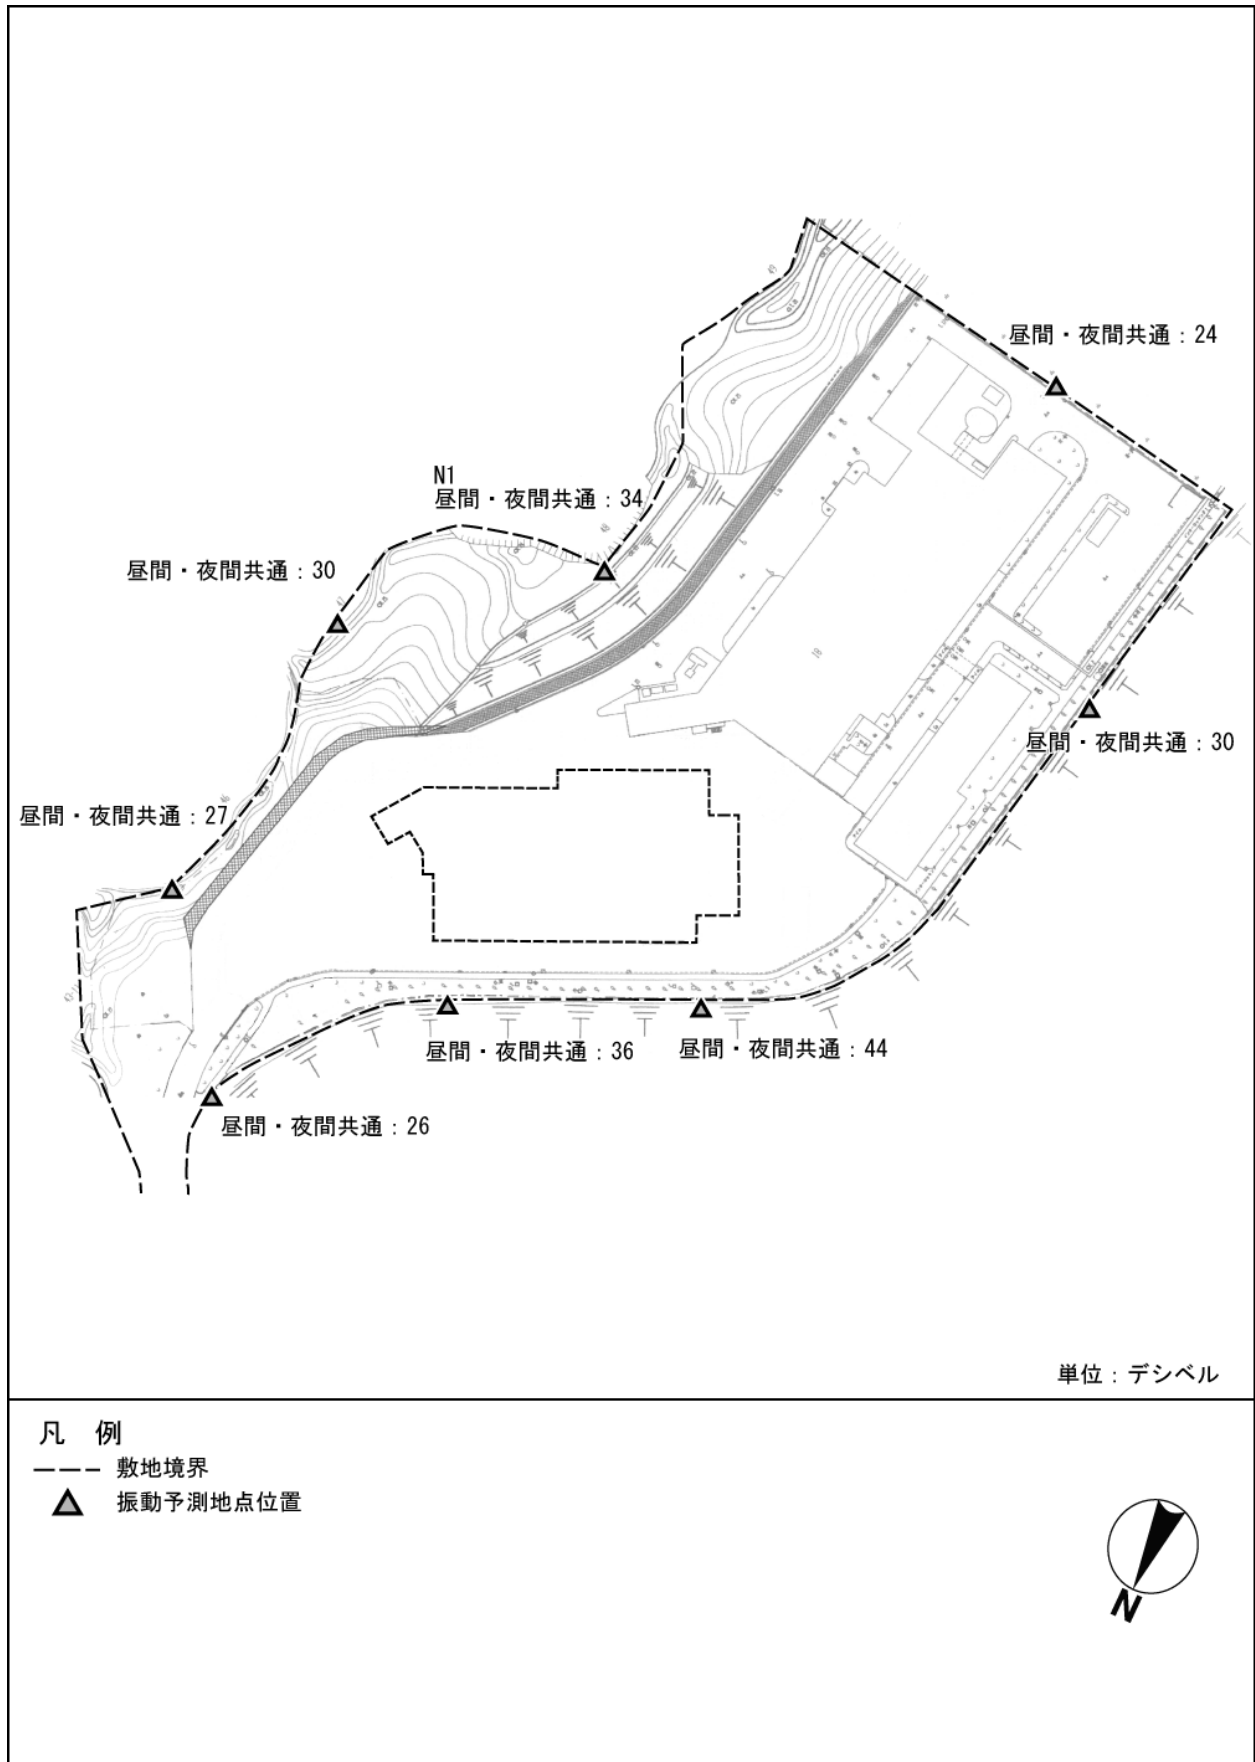 昼間・夜間共通：24
N1
昼間・夜間共通：34
昼間・夜間共通：30
昼間・夜間共通：30
昼間・夜間共通：27
昼間・夜間共通：36
昼間・夜間共通：44
昼間・夜間共通：26
単位：デシベル
凡　例
敷地境界
振動予測地点位置
N